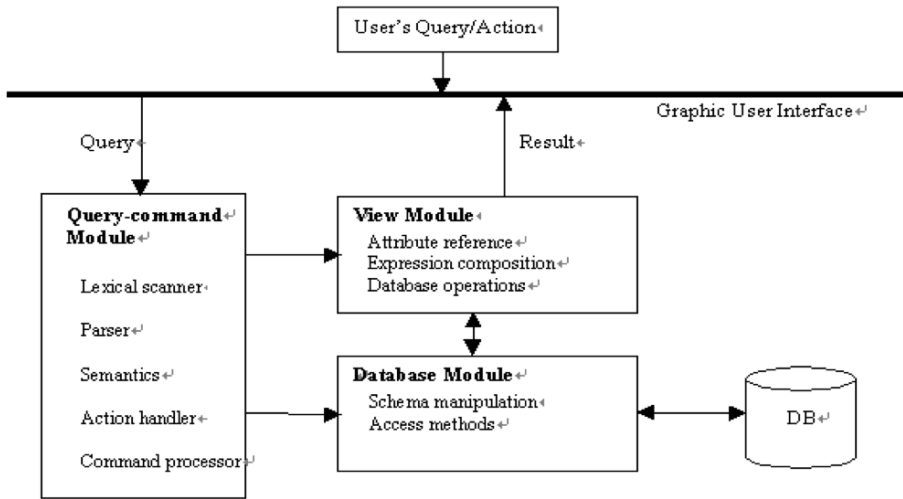 User's Query/Action
Graphic User Interface
Query
Result
Query-command
Module
Lexical scanner
Parser
Semantics
Action handler
Command processor
View Module
Attribute reference
Expression composition
Database operations
Database Module
Schema manipulation
Access methods
DB